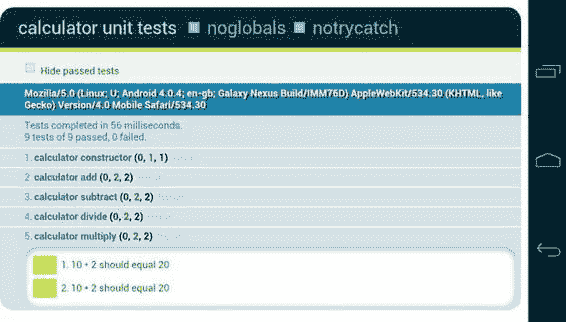 calculator unit tests noglobals notrycatch
Hide passed tests
Mozilla/5.0 (Linux; U; Android 4.0.4; en-gb; Galaxy Nexus Build/IMM76D) AppleWebKit/534.30 (KHTML, like
Gecko) Version/4.0 Mobile Safari/534.30
Tests completed in 56 milliseconds.
9 tests of 9 passed, 0 failed.
1. calculator constructor (0, 1, 1)
2. calculator add (0, 2, 2)
3. calculator subtract (0, 2, 2)
4. calculator divide (0, 2, 2)
5. calculator multiply (0, 2, 2)
1. 10 * 2 should equal 20
2. 10 * 2 should equal 20